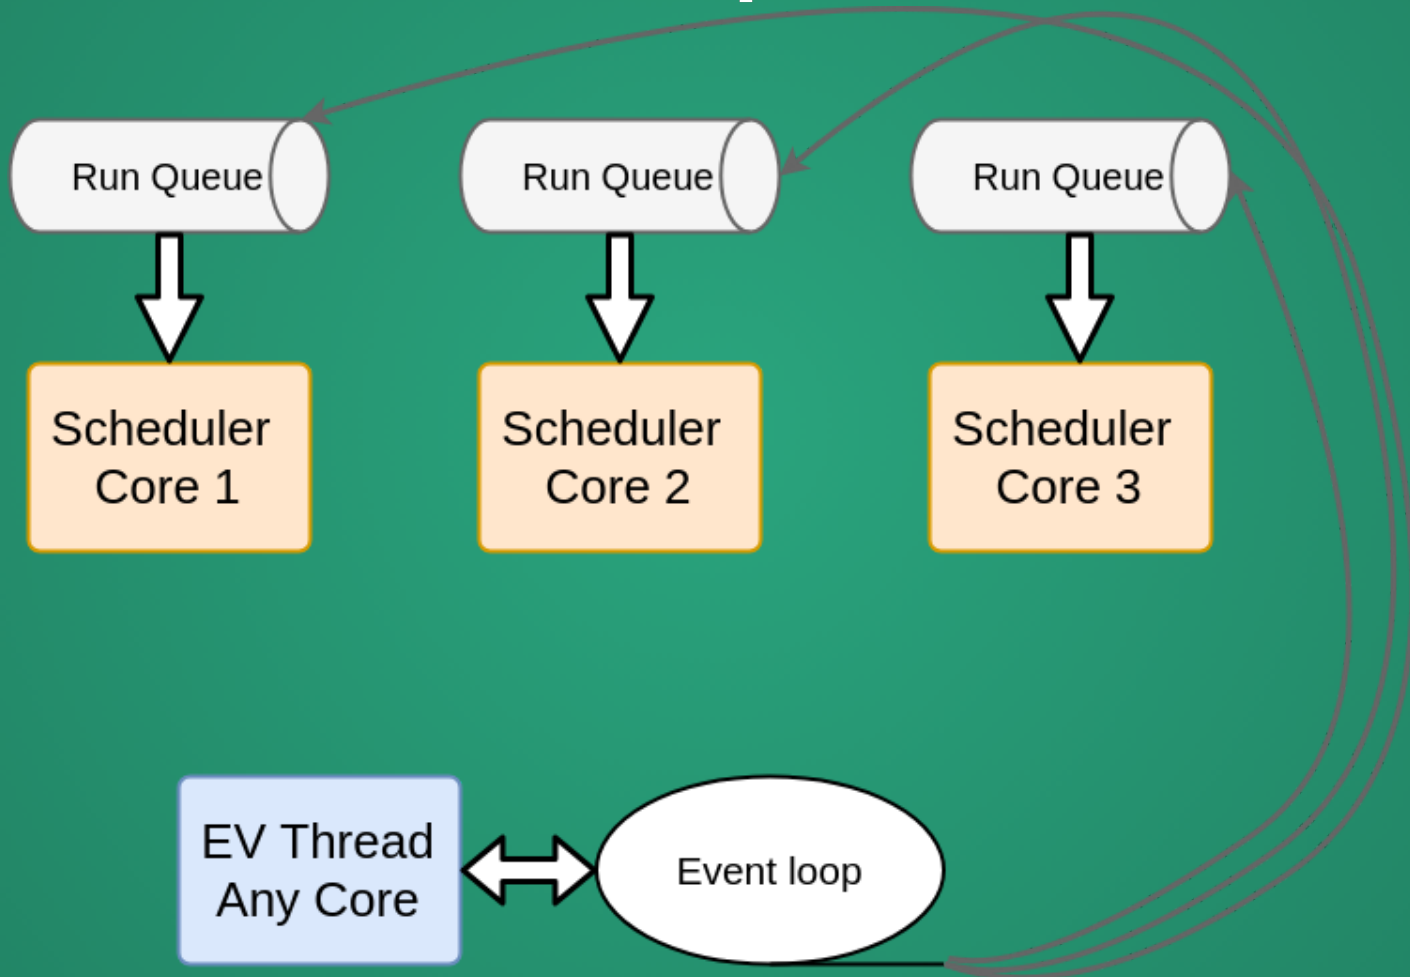 Run Queue
Run Queue
Run Queue
Scheduler
Core 1
Scheduler
Core 2
Scheduler
Core 3
EV Thread
Any Core
Event loop